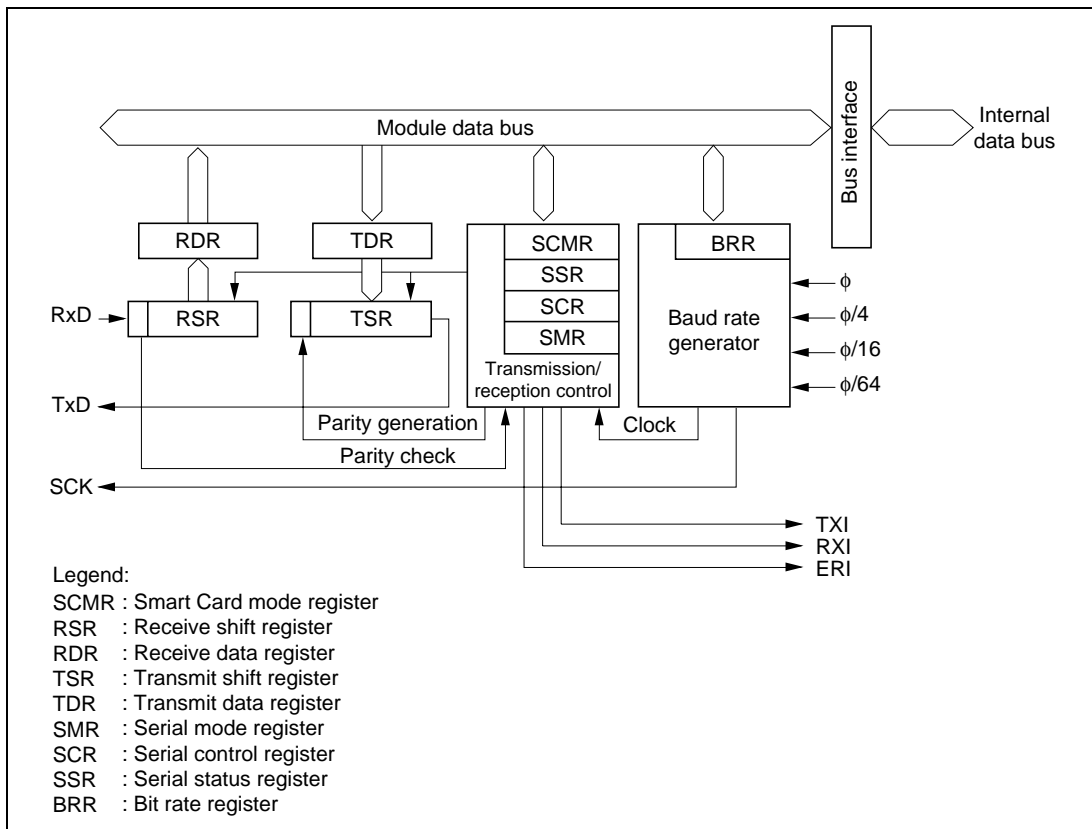 Module data bus
Bus interface
Internal
data bus
RDR
TDR
SCMR
SSR
SCR
SMR
Transmission/
reception control
BRR
Baud rate
generator
ϕ
ϕ/4
ϕ/16
ϕ/64
RxD
RSR
TSR
TxD
Parity generation
Parity check
Clock
SCK
TXI
RXI
ERI
Legend:
SCMR : Smart Card mode register
RSR : Receive shift register
RDR : Receive data register
TSR : Transmit shift register
TDR : Transmit data register
SMR : Serial mode register
SCR : Serial control register
SSR : Serial status register
BRR : Bit rate register